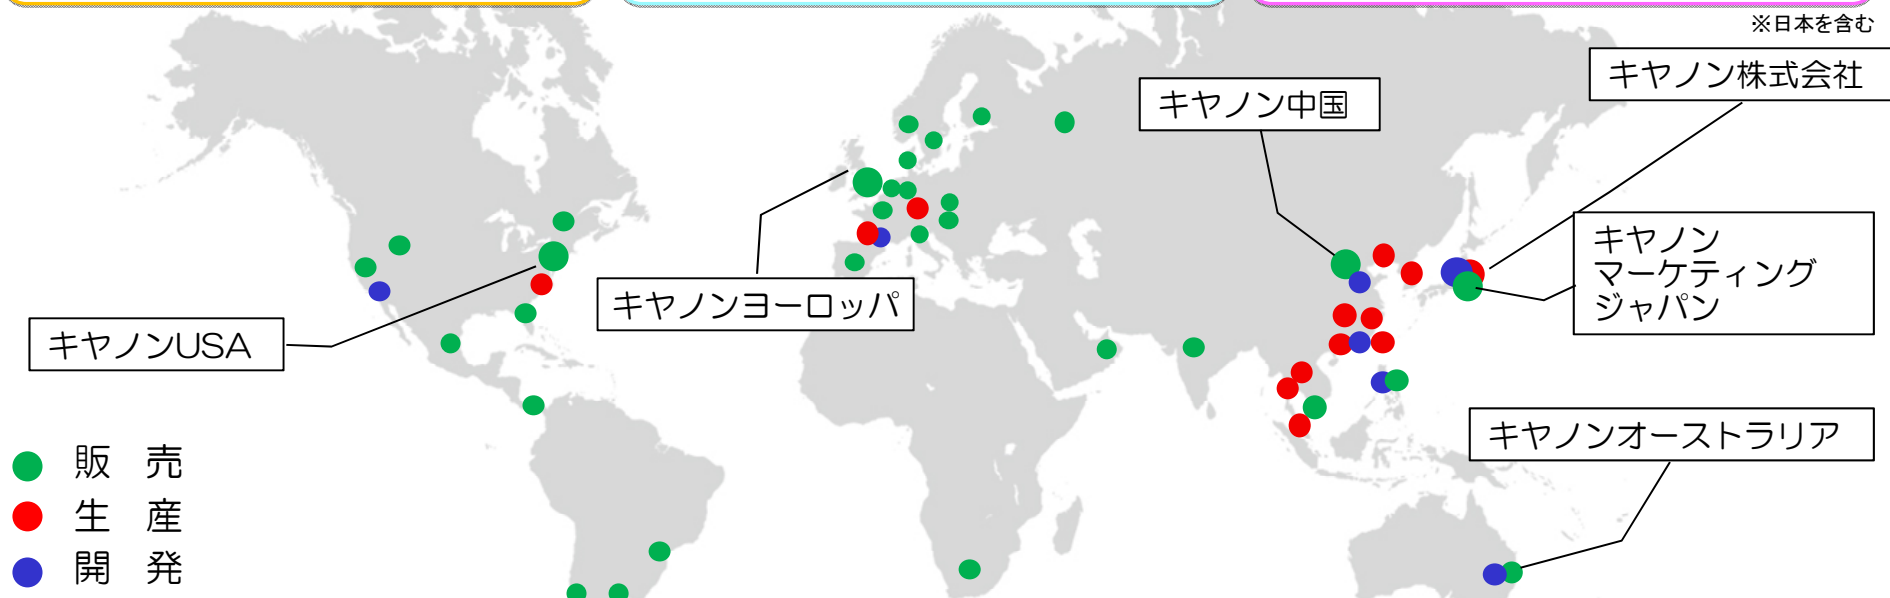 ※日本を含む
キヤノン株式会社
キヤノン中国
キヤノン
マーケティング
ジャパン
キヤノンヨーロッパ
キヤノンUSA
キヤノンオーストラリア
販 売
生 産
開 発